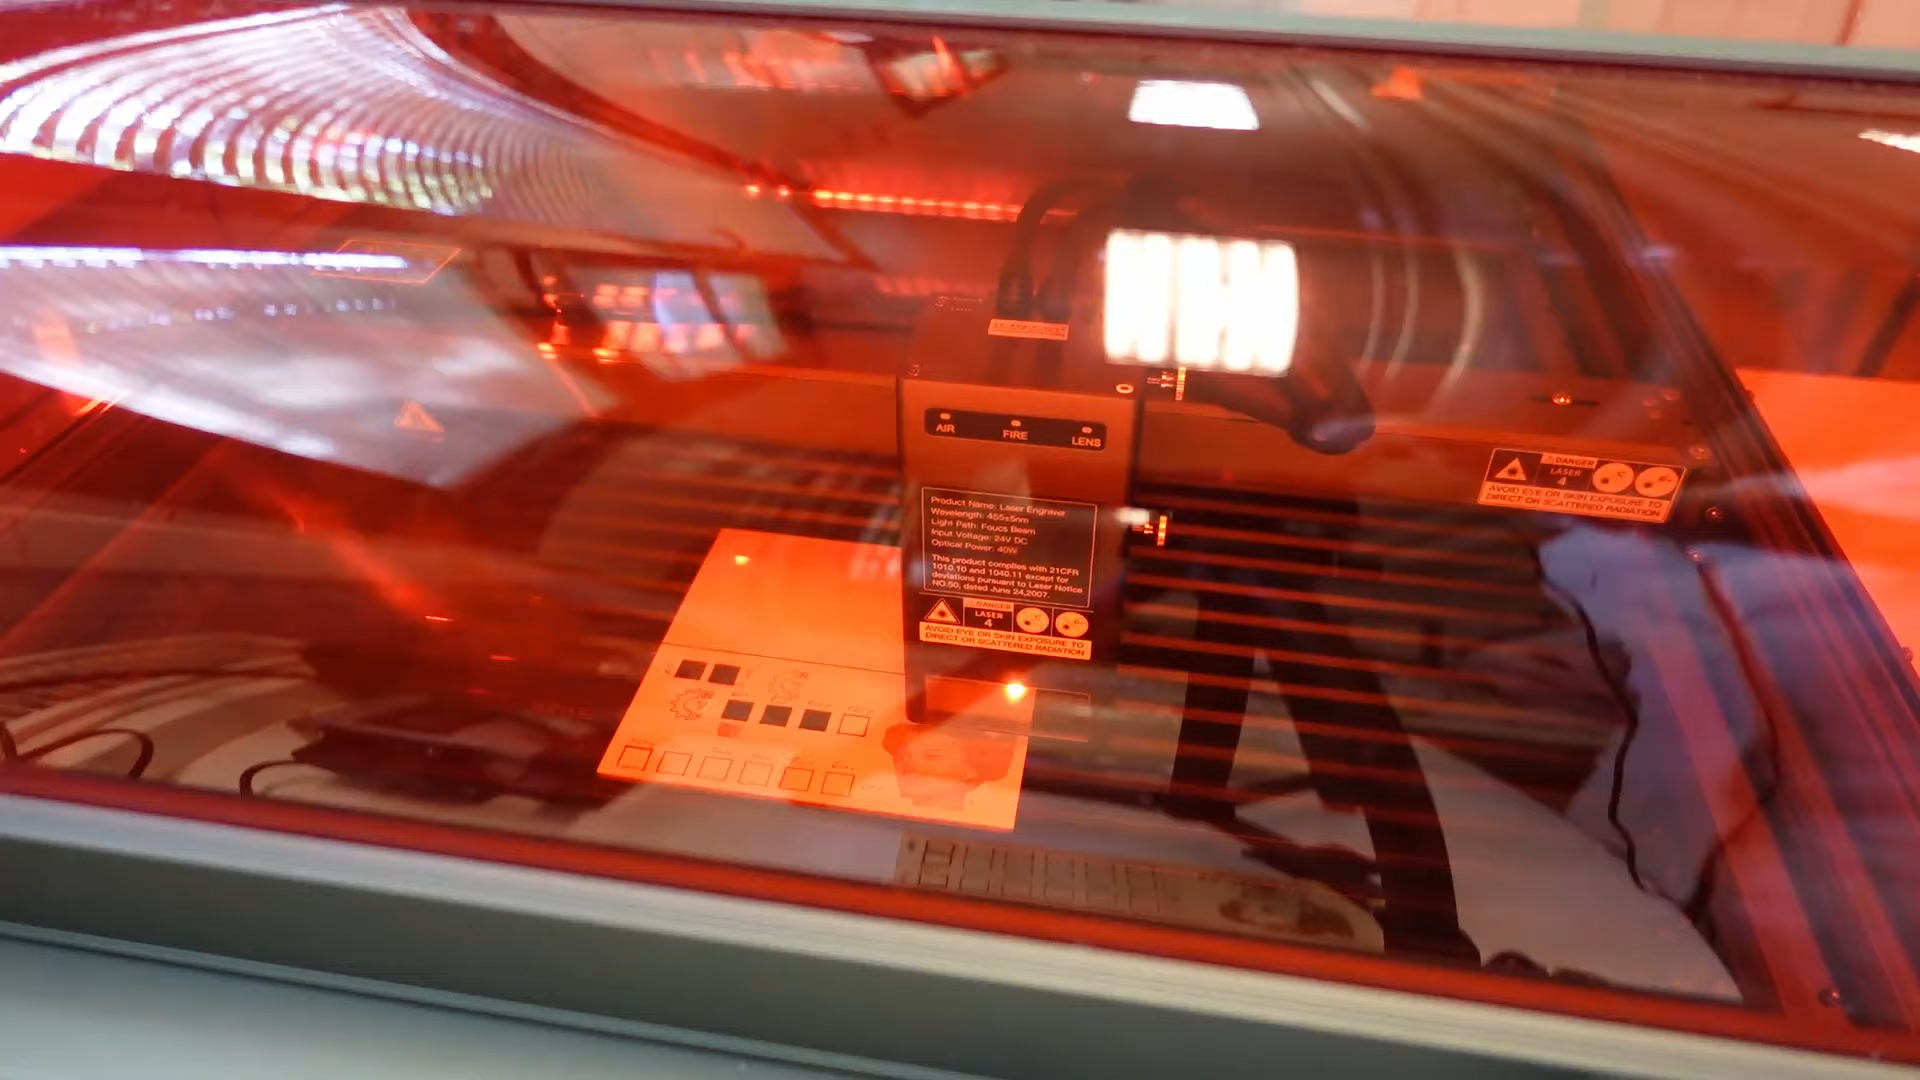 AIR FIRE LENS
Product Name: Laser Engraver
Wavelength: 455±5nm
Light Path: Foucs Beam
Input Voltage: 24V DC
Optical Power: 40W
This product complies with 21CFR
1010.10 and 1040.11 except for
deviations pursuant to Laser Notice
NO.50, dated June 24,2007.
DANGER
LASER
4
AVOID EYE OR SKIN EXPOSURE TO
DIRECT OR SCATTERED RADIATION
DANGER
LASER
4
AVOID EYE OR SKIN EXPOSURE TO
DIRECT OR SCATTERED RADIATION